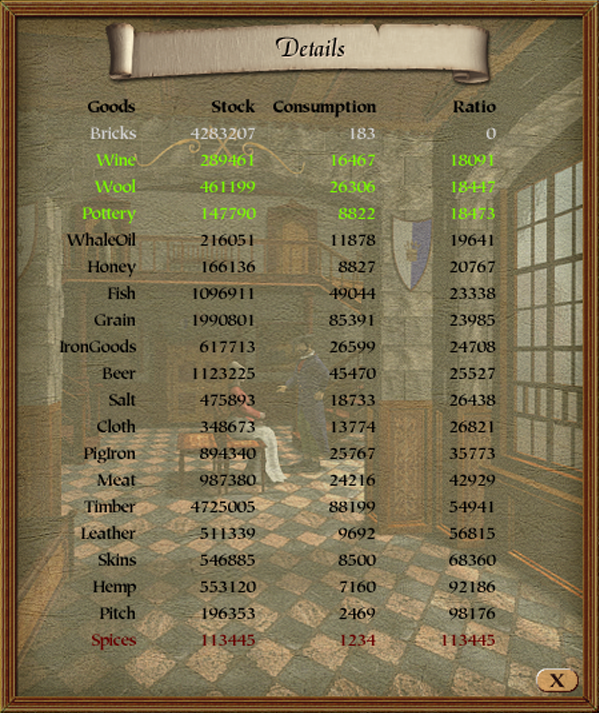 Details
Goods Stock Consumption Ratio
Bricks 4283207 183 0
Wine 289461 16467 18091
Wool 461199 26306 18447
Pottery 147790 8822 18473
WhaleOil 216051 11878 19641
Honey 166136 8827 20767
Fish 1096911 49044 23338
Grain 1990801 85391 23985
IronGoods 617713 26599 24708
Beer 1123225 45470 25527
Salt 475893 18733 26438
Cloth 348673 13774 26821
PigIron 894340 25767 35773
Meat 987380 24216 42929
Timber 4725005 88199 54941
Leather 511339 9692 56815
Skins 546885 8500 68360
Hemp 553120 7160 92186
Pitch 196353 2469 98176
Spices 113445 1234 113445
X